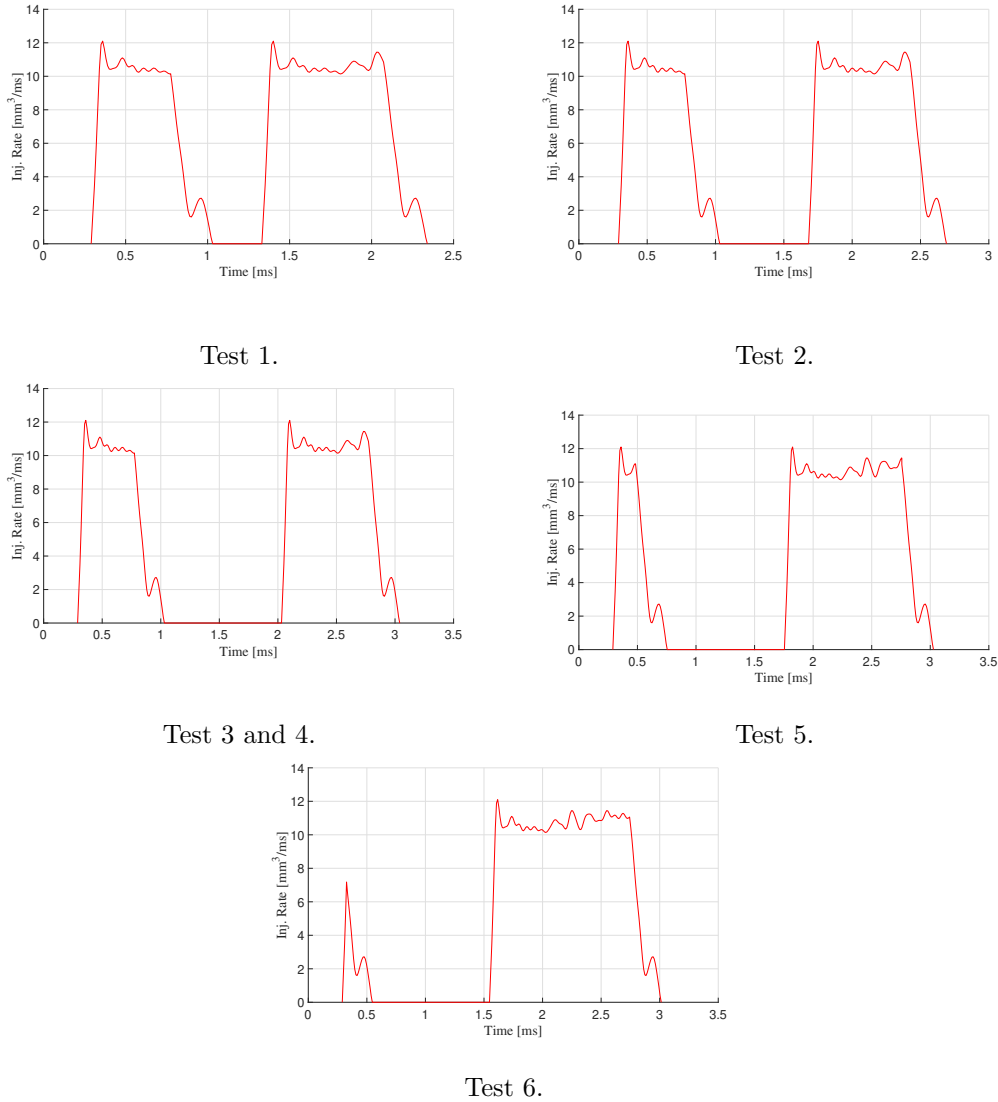 14
12
10
8
6
4
2
0
Inj. Rate [mm³/ms]
0 0.5 1 1.5 2 2.5
Time [ms]
Test 1.
14
12
10
8
6
4
2
0
Inj. Rate [mm³/ms]
0 0.5 1 1.5 2 2.5 3
Time [ms]
Test 2.
14
12
10
8
6
4
2
0
Inj. Rate [mm³/ms]
0 0.5 1 1.5 2 2.5 3 3.5
Time [ms]
Test 3 and 4.
14
12
10
8
6
4
2
0
Inj. Rate [mm³/ms]
0 0.5 1 1.5 2 2.5 3 3.5
Time [ms]
Test 5.
14
12
10
8
6
4
2
0
Inj. Rate [mm³/ms]
0 0.5 1 1.5 2 2.5 3 3.5
Time [ms]
Test 6.